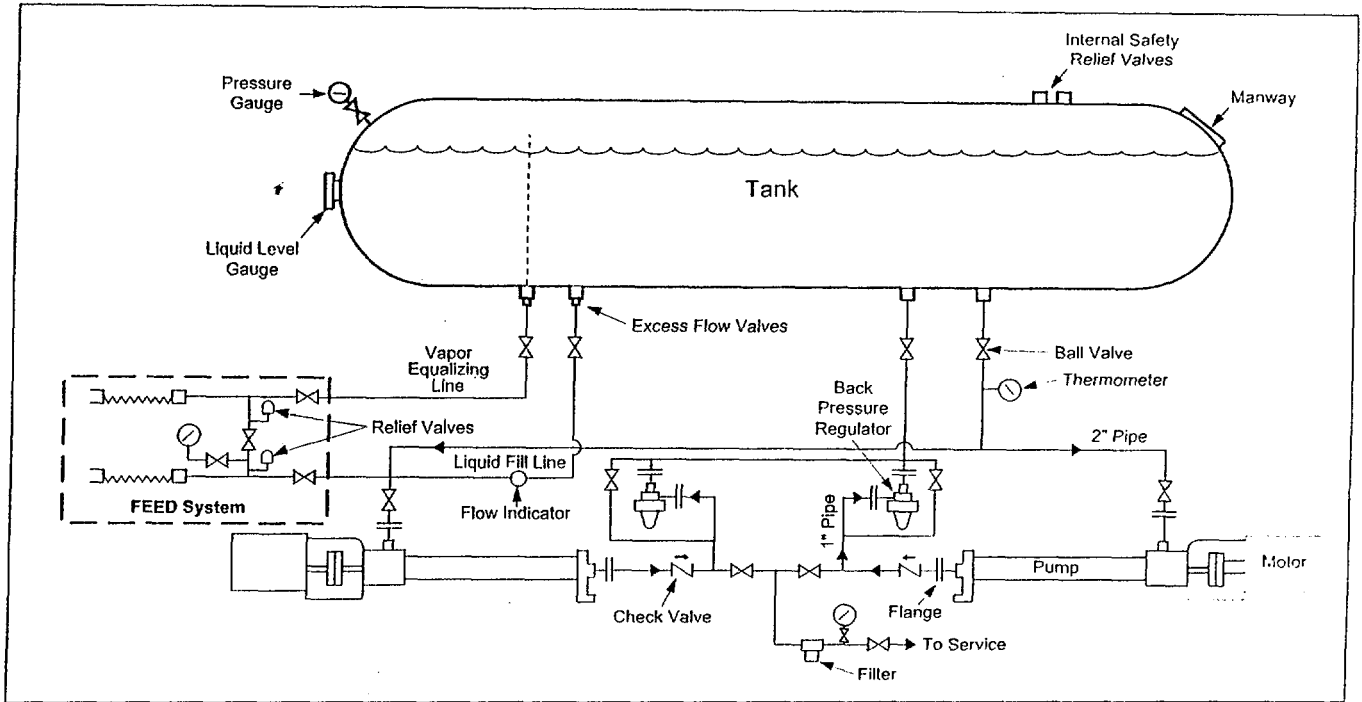 Internal Safety
Relief Valves
Pressure
Gauge
Manway
Tank
Liquid Level
Gauge
Excess Flow Valves
Vapor
Equalizing
Line
Ball Valve
Thermometer
Back
Pressure
Regulator
Relief Valves
2" Pipe
Liquid Fill Line
FEED System
Flow Indicator
1" Pipe
Pump
Motor
Check Valve
Flange
To Service
Filter